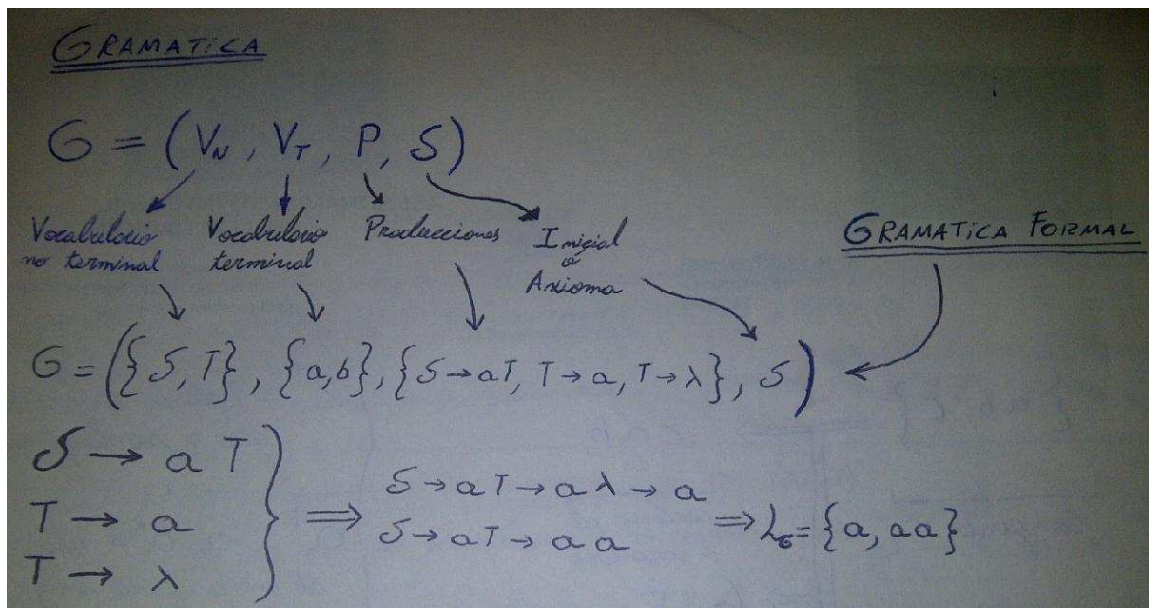 GRAMATICA
G = (V_N, V_T, P, S)
Vocabulario no terminal
Vocabulario terminal
Producciones
Inicial o Axioma
GRAMATICA FORMAL
G = ({S, T}, {a, b}, {S → aT, T → a, T → λ}, S)
S → a T
T → a
T → λ
⇒
S → aT → aλ → a
S → aT → aa
⇒ L_G = {a, aa}